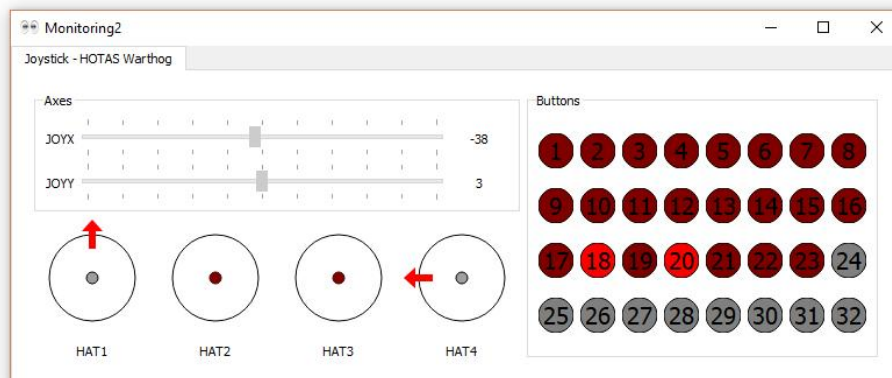 Monitoring2
Joystick - HOTAS Warthog
Axes
JOYX -38
JOYY 3
HAT1 HAT2 HAT3 HAT4
Buttons
1 2 3 4 5 6 7 8
9 10 11 12 13 14 15 16
17 18 19 20 21 22 23 24
25 26 27 28 29 30 31 32